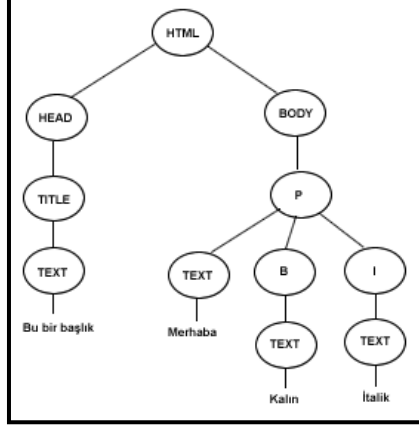 HTML
HEAD
BODY
TITLE
P
TEXT
TEXT
B
I
Bu bir başlık
Merhaba
TEXT
TEXT
Kalın
İtalik